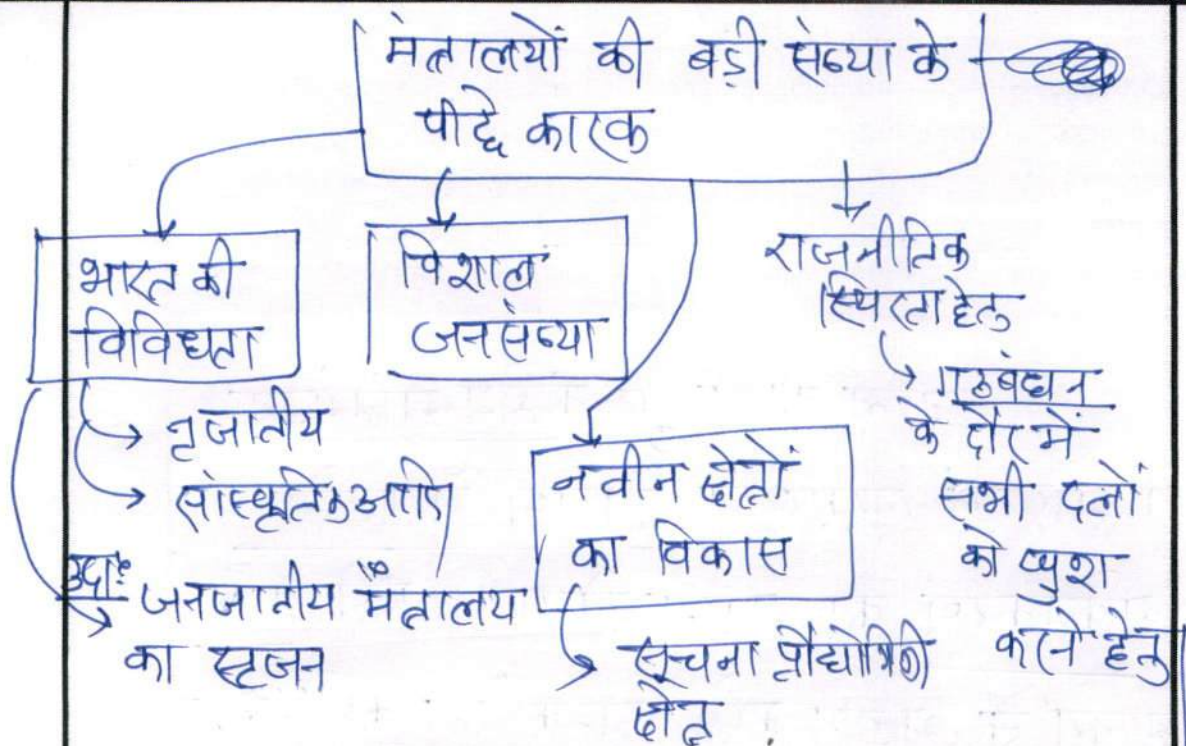 मंत्रालयों की बड़ी संख्या के
पीछे कारक
भारत की
विविधता
नृजातीय
सांस्कृतिक आदि
उदा॰: जनजातीय मंत्रालय
का सृजन
विशाल
जनसंख्या
नवीन क्षेत्रों
का विकास
सूचना प्रौद्योगिकी
क्षेत्र
राजनीतिक
स्थिरता हेतु
गठबंधन
के दौर में
सभी दलों
को खुश
करने हेतु